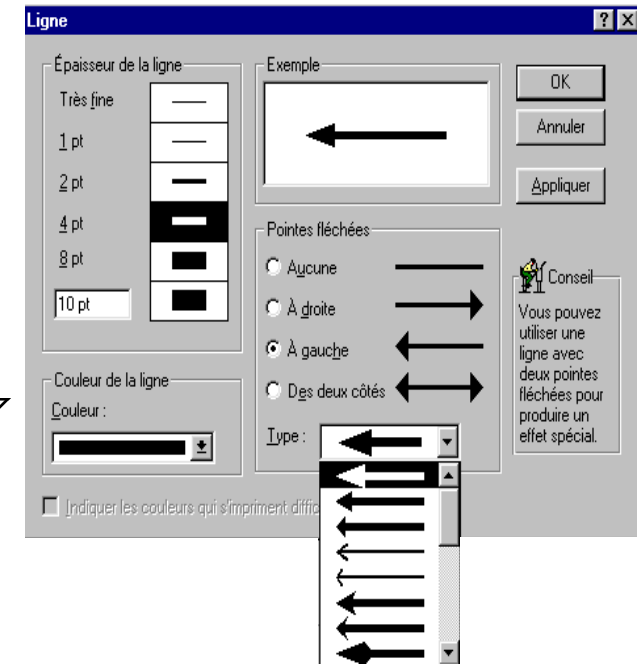 Ligne
Épaisseur de la ligne
Très fine
1 pt
2 pt
4 pt
8 pt
10 pt
Couleur de la ligne
Couleur :
Indiquer les couleurs qui s'impriment
Exemple
Pointes fléchées
Aucune
À droite
À gauche
Des deux côtés
Type :
OK
Annuler
Appliquer
Conseil
Vous pouvez
utiliser une
ligne avec
deux pointes
fléchées pour
produire un
effet spécial.